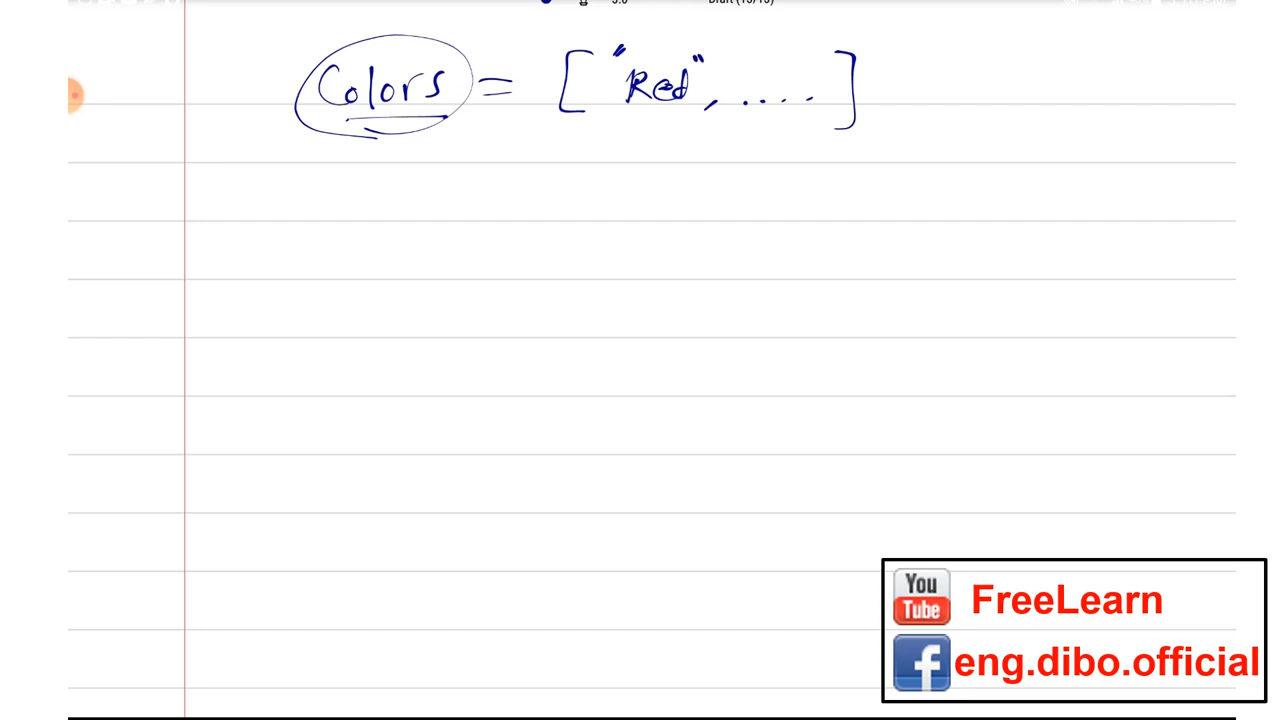 Colors = ["Red", ....]
You
Tube
FreeLearn
f
eng.dibo.official